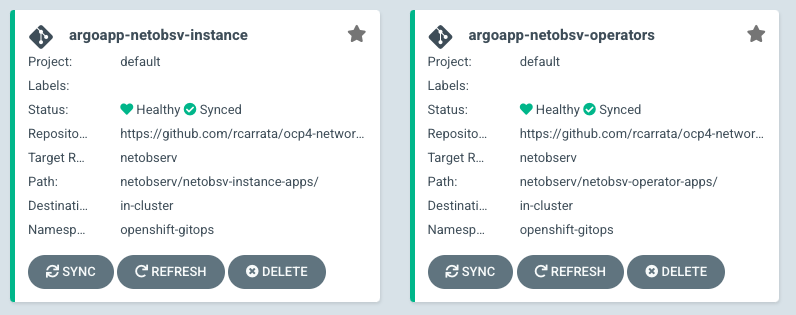 argoapp-netobsv-instance
Project: default
Labels:
Status: Healthy Synced
Reposito... https://github.com/rcarrata/ocp4-networ...
Target R... netobserv
Path: netobserv/netobsv-instance-apps/
Destinati... in-cluster
Namesp... openshift-gitops
SYNC REFRESH DELETE
argoapp-netobsv-operators
Project: default
Labels:
Status: Healthy Synced
Reposito... https://github.com/rcarrata/ocp4-networ...
Target R... netobserv
Path: netobserv/netobsv-operator-apps/
Destinati... in-cluster
Namesp... openshift-gitops
SYNC REFRESH DELETE